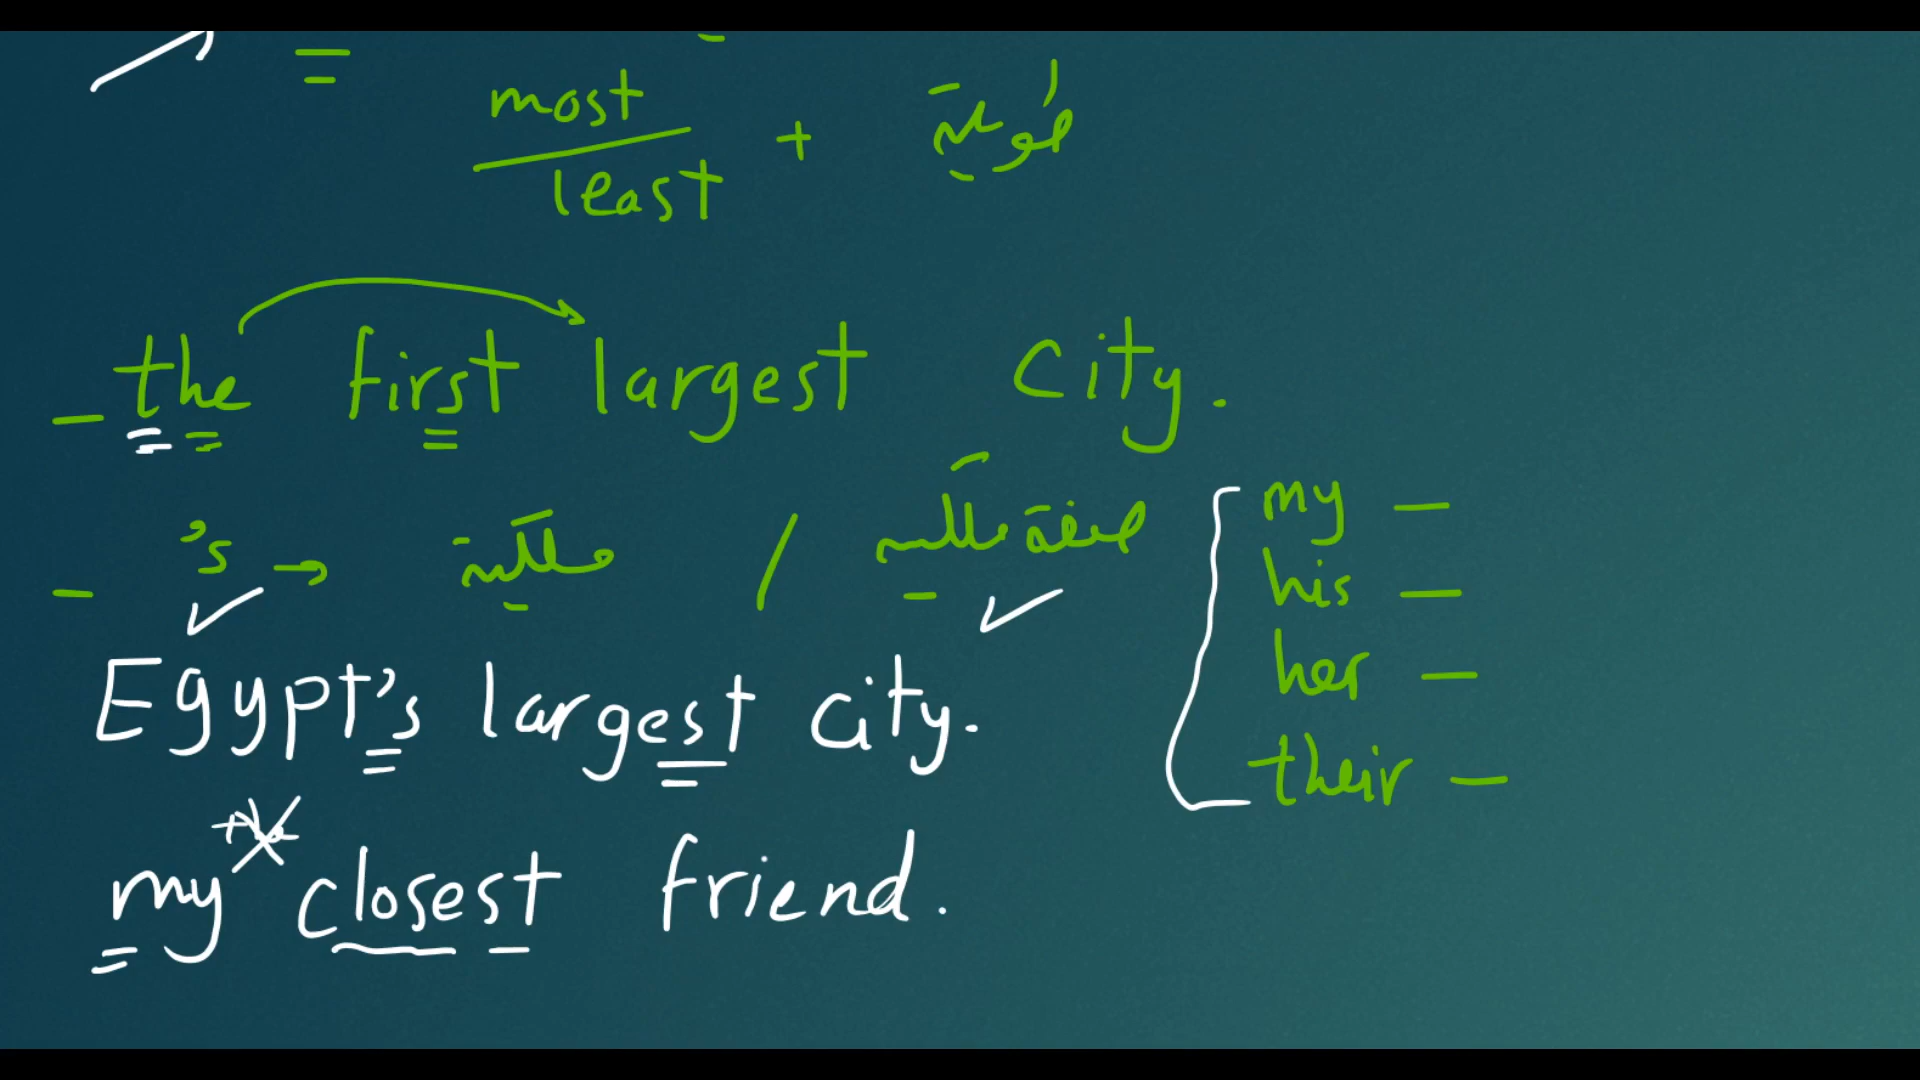 most
least + طويلة
- the first largest city.
- 's → ملكية / صفة ملكية
my -
his -
her -
their -
Egypt's largest city.
my the closest friend.